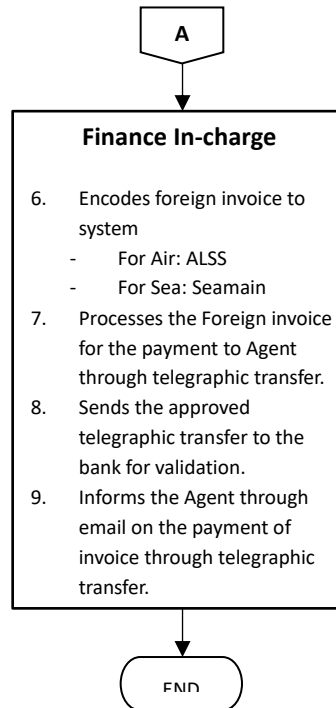 A
Finance In-charge
6. Encodes foreign invoice to
system
- For Air: ALSS
- For Sea: Seamain
7. Processes the Foreign invoice
for the payment to Agent
through telegraphic transfer.
8. Sends the approved
telegraphic transfer to the
bank for validation.
9. Informs the Agent through
email on the payment of
invoice through telegraphic
transfer.
END